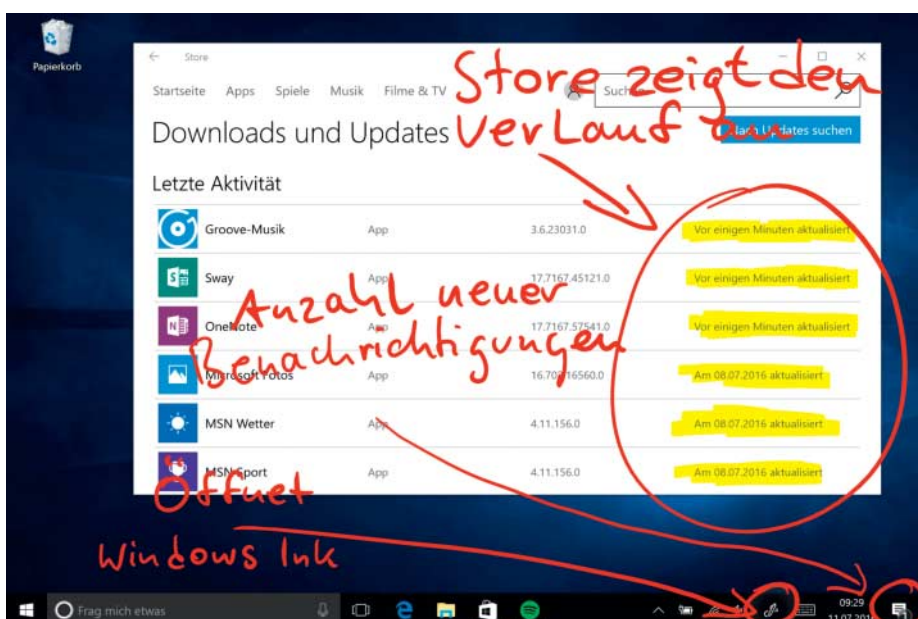 Papierkorb
Store
Startseite Apps Spiele Musik Filme & TV
Store zeigt den
Verlauf an
Downloads und Updates
Updates suchen
Letzte Aktivität
Groove-Musik App 3.6.23031.0 Vor einigen Minuten aktualisiert
Sway App 17.7167.45121.0 Vor einigen Minuten aktualisiert
OneNote App 17.7167.57541.0 Vor einigen Minuten aktualisiert
Anzahl neuer
Benachrichtigungen
Microsoft Fotos App Am 08.07.2016 aktualisiert
MSN Wetter App 4.11.156.0 Am 08.07.2016 aktualisiert
MSN Sport App 4.11.156.0 Am 08.07.2016 aktualisiert
Öffnet
Windows Ink
Frag mich etwas
09:29